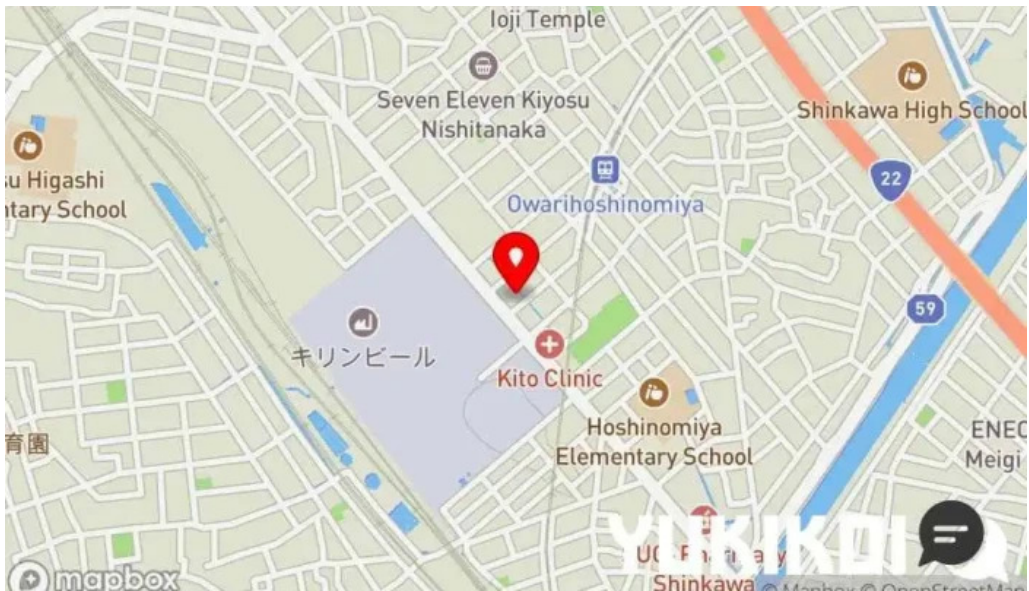 Ioji Temple
Seven Eleven Kiyosu
Nishitanaka
Shinkawa High School
su Higashi
ntary School
22
Owarihoshinomiya
59
キリンビール
Kito Clinic
Hoshinomiya
Elementary School
育園
ENEO
Meigi
YUKIKOI
Pharmacy
Shinkawa
mapbox
© Mapbox © OpenStreetMap